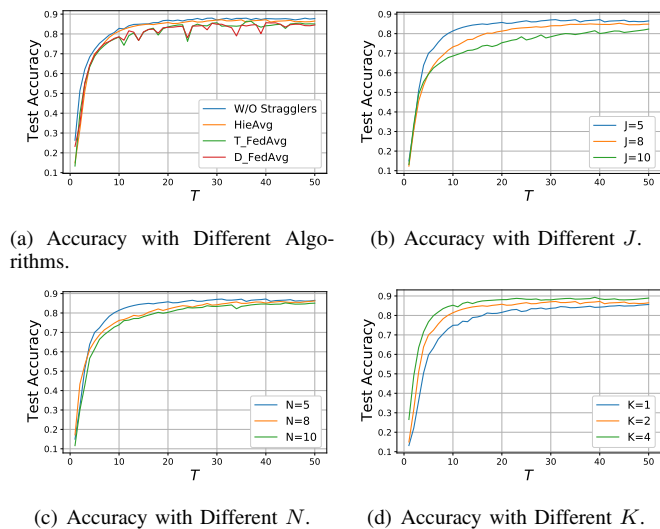 0.9
0.8
0.7
0.6
0.5
0.4
0.3
0.2
0.1
Test Accuracy
W/O Stragglers
HieAvg
T_FedAvg
D_FedAvg
0 10 20 30 40 50
T
(a) Accuracy with Different Algo-
rithms.
0.9
0.8
0.7
0.6
0.5
0.4
0.3
0.2
0.1
Test Accuracy
J=5
J=8
J=10
0 10 20 30 40 50
T
(b) Accuracy with Different J.
0.9
0.8
0.7
0.6
0.5
0.4
0.3
0.2
0.1
Test Accuracy
N=5
N=8
N=10
0 10 20 30 40 50
T
(c) Accuracy with Different N.
0.9
0.8
0.7
0.6
0.5
0.4
0.3
0.2
0.1
Test Accuracy
K=1
K=2
K=4
0 10 20 30 40 50
T
(d) Accuracy with Different K.